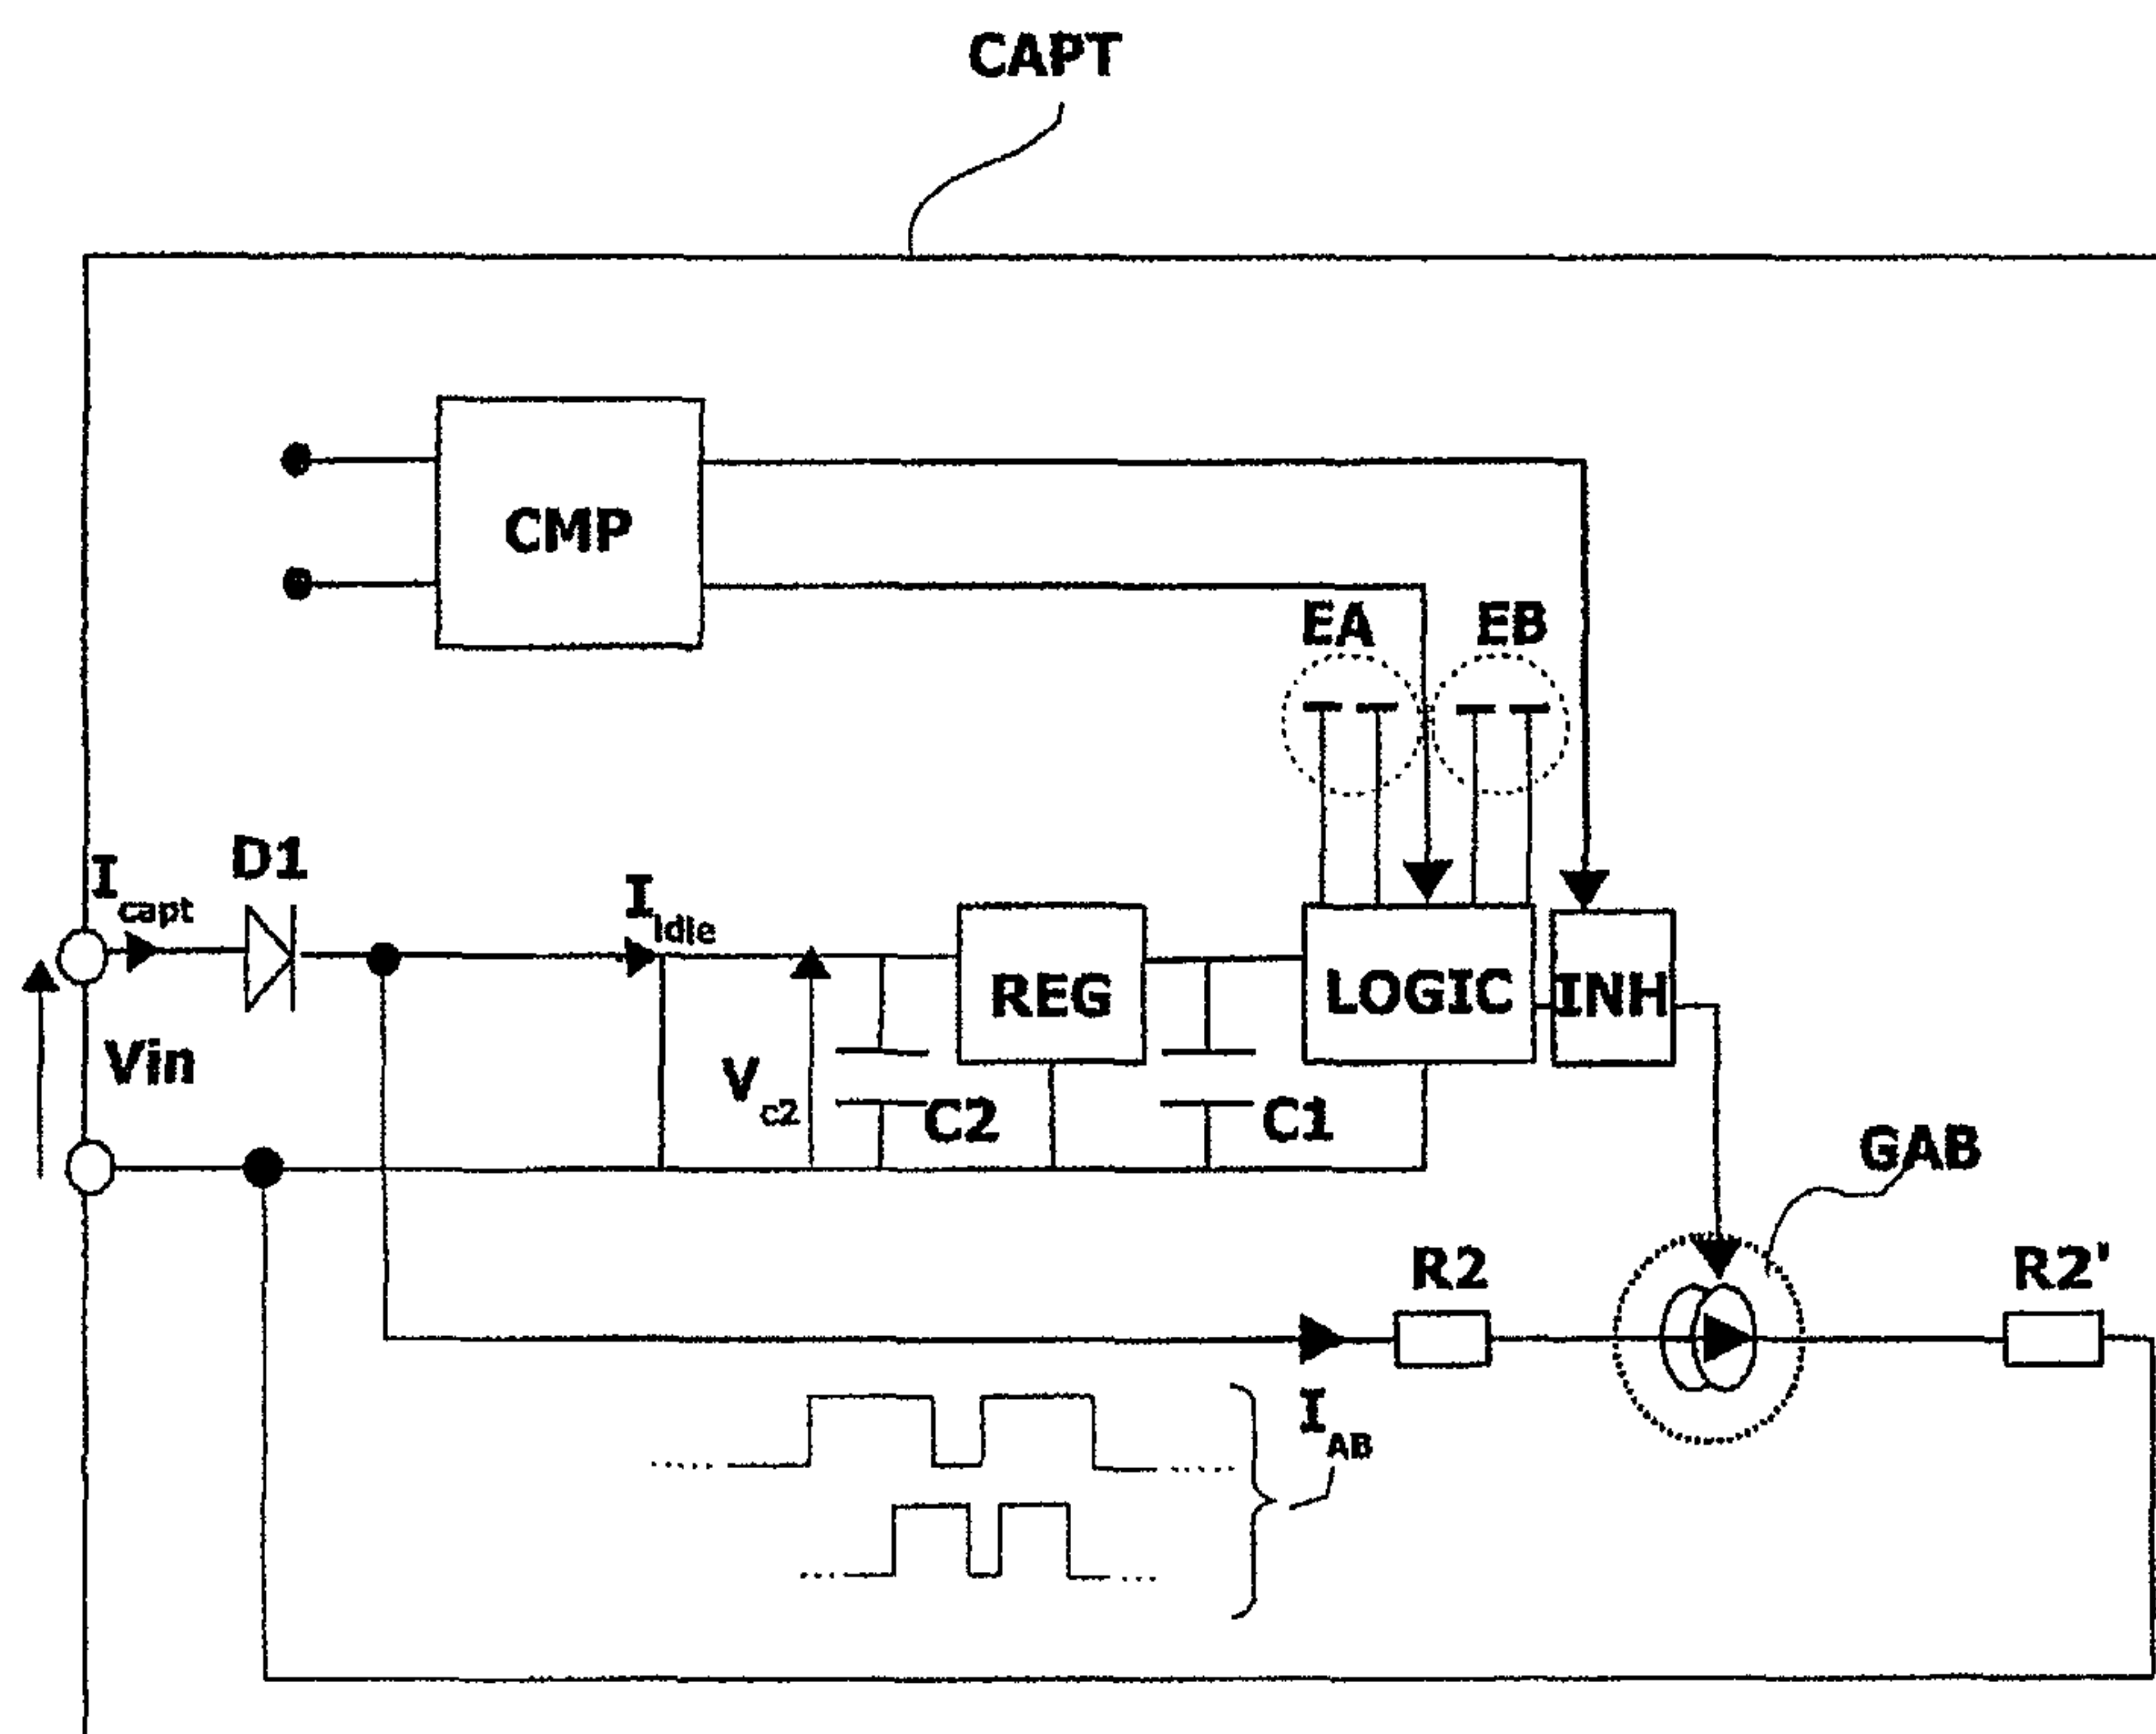 CAPT
CMP
EA
EB
D1
Icapt
Iidle
REG
LOGIC
INH
Vin
Vc2
C2
C1
GAB
R2
R2'
IAB